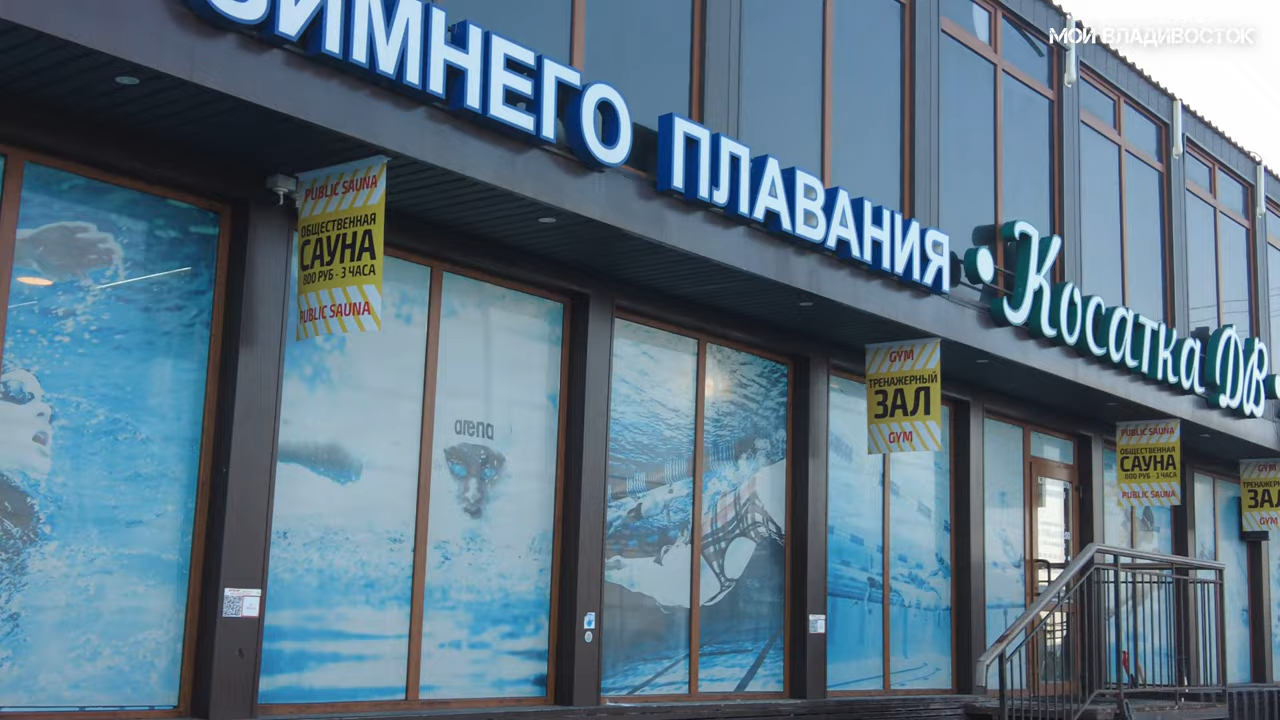 МОЙ ВЛАДИВОСТОК
ЗИМНЕГО ПЛАВАНИЯ • Косатка ДВ
PUBLIC SAUNA
ОБЩЕСТВЕННАЯ
САУНА
800 РУБ - 3 ЧАСА
PUBLIC SAUNA
arena
GYM
ТРЕНАЖЕРНЫЙ
ЗАЛ
GYM
PUBLIC SAUNA
ОБЩЕСТВЕННАЯ
САУНА
800 РУБ - 3 ЧАСА
PUBLIC SAUNA
GYM
ЗАЛ
GYM